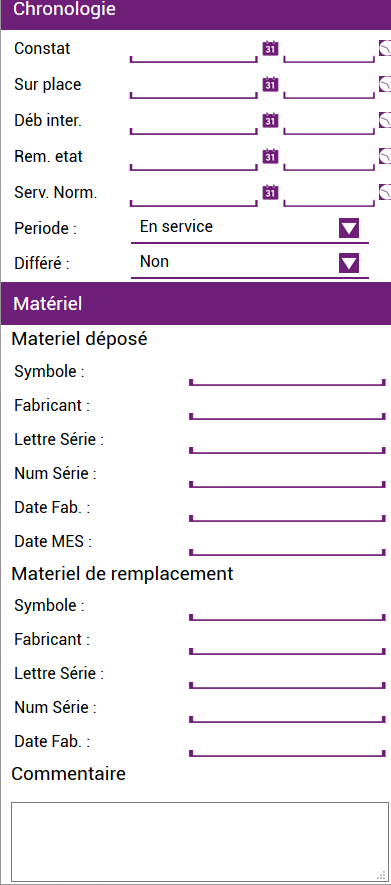 Chronologie
Constat 31
Sur place 31
Déb inter. 31
Rem. etat 31
Serv. Norm. 31
Periode : En service
Différé : Non
Matériel
Materiel déposé
Symbole :
Fabricant :
Lettre Série :
Num Série :
Date Fab. :
Date MES :
Materiel de remplacement
Symbole :
Fabricant :
Lettre Série :
Num Série :
Date Fab. :
Commentaire